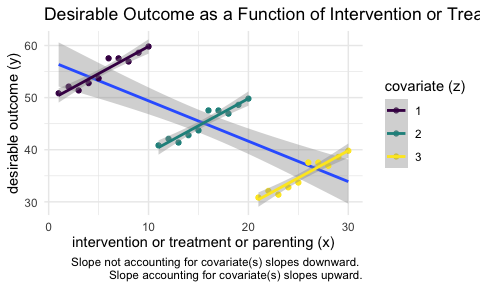 Desirable Outcome as a Function of Intervention or Trea
60
50
40
30
desirable outcome (y)
0
10
20
30
intervention or treatment or parenting (x)
covariate (z)
1
2
3
Slope not accounting for covariate(s) slopes downward.
Slope accounting for covariate(s) slopes upward.